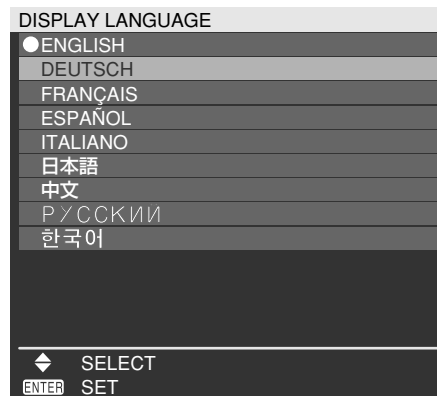 DISPLAY LANGUAGE
ENGLISH
DEUTSCH
FRANÇAIS
ESPAÑOL
ITALIANO
日本語
中文
РУССКИИ
한국어
SELECT
ENTER SET